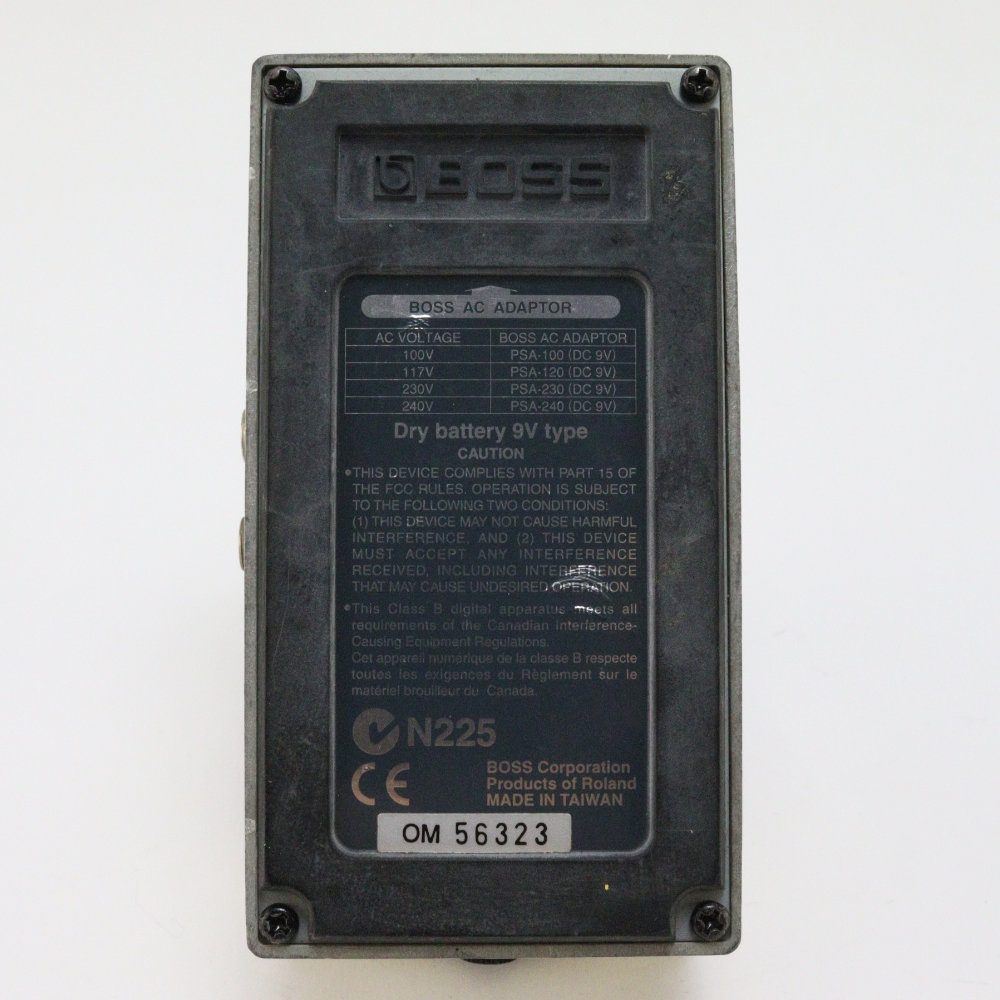 BOSS
BOSS AC ADAPTOR
AC VOLTAGE BOSS AC ADAPTOR
100V PSA-100 (DC 9V)
117V PSA-120 (DC 9V)
230V PSA-230 (DC 9V)
240V PSA-240 (DC 9V)
Dry battery 9V type
CAUTION
•THIS DEVICE COMPLIES WITH PART 15 OF
THE FCC RULES. OPERATION IS SUBJECT
TO THE FOLLOWING TWO CONDITIONS:
(1) THIS DEVICE MAY NOT CAUSE HARMFUL
INTERFERENCE, AND (2) THIS DEVICE
MUST ACCEPT ANY INTERFERENCE
RECEIVED, INCLUDING INTERFERENCE
THAT MAY CAUSE UNDESIRED OPERATION.
•This Class B digital apparatus meets all
requirements of the Canadian Interference-
Causing Equipment Regulations.
Cet appareil numérique de la classe B respecte
toutes les exigences du Règlement sur le
matériel brouilleur du Canada.
N225
CE
BOSS Corporation
Products of Roland
MADE IN TAIWAN
OM 56323